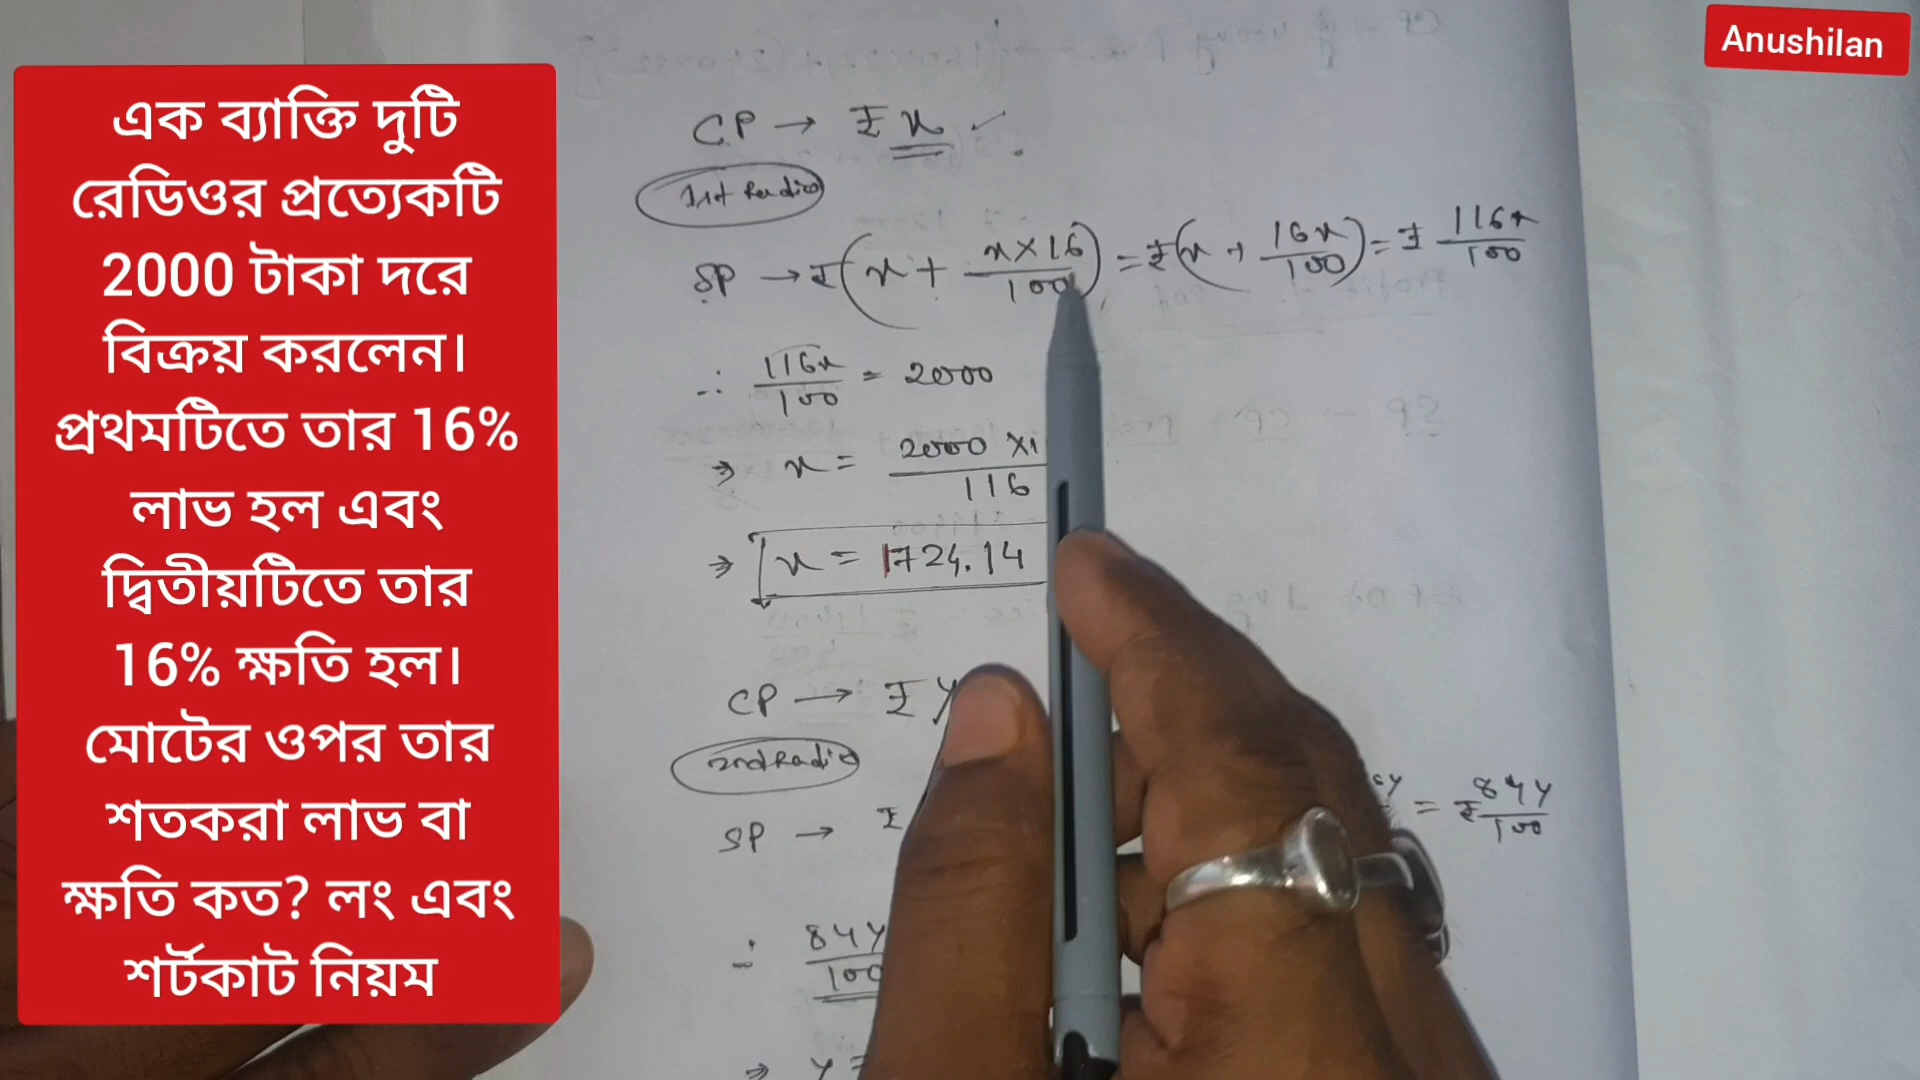 Anushilan
এক ব্যাক্তি দুটি
রেডিওর প্রত্যেকটি
2000 টাকা দরে
বিক্রয় করলেন।
প্রথমটিতে তার 16%
লাভ হল এবং
দ্বিতীয়টিতে তার
16% ক্ষতি হল।
মোটের ওপর তার
শতকরা লাভ বা
ক্ষতি কত? লং এবং
শর্টকাট নিয়ম
CP → ₹ x
1st Radio
SP → ₹ (x + x×16/100) = ₹(x + 16x/100) = ₹ 116x/100
∴ 116x/100 = 2000
⇒ x = 2000 ×1 / 116
⇒ x = 1724.14
CP → ₹ y
2nd Radio
SP → ₹ = ₹ 84y/100
∴ 84y/100
⇒ y =